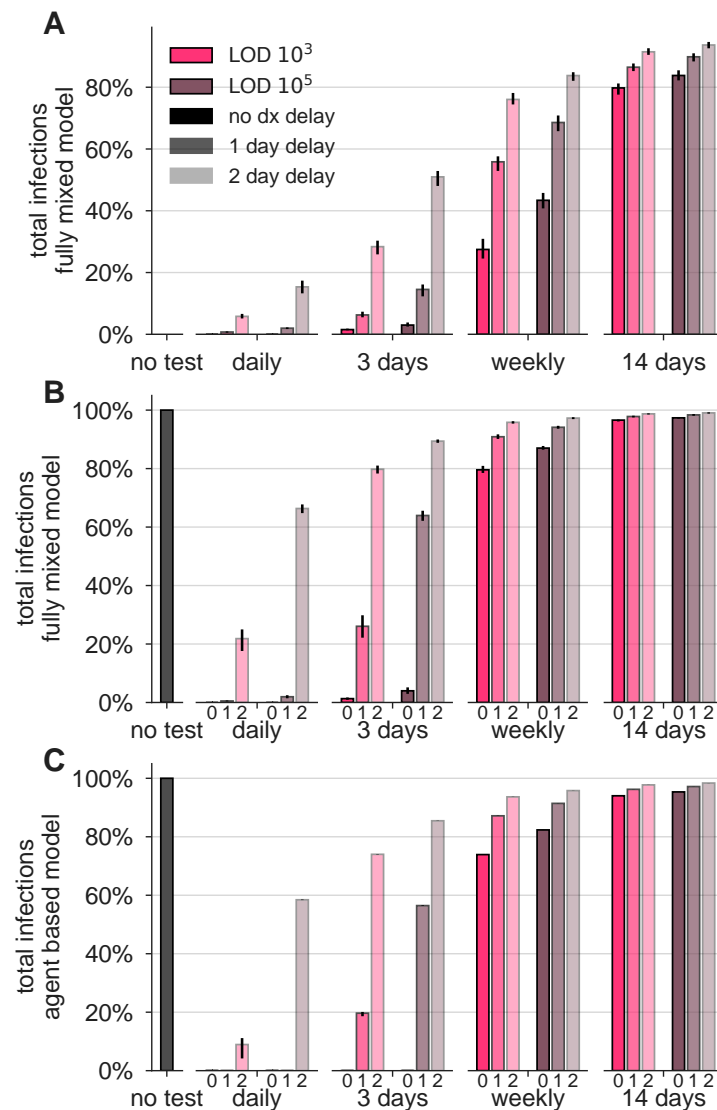 A
LOD 10³
LOD 10⁵
no dx delay
1 day delay
2 day delay
80%
60%
40%
20%
0%
total infections
fully mixed model
no test daily 3 days weekly 14 days
B
100%
80%
60%
40%
20%
0%
total infections
fully mixed model
0 1 2 0 1 2 0 1 2 0 1 2 0 1 2 0 1 2 0 1 2 0 1 2
no test daily 3 days weekly 14 days
C
100%
80%
60%
40%
20%
0%
total infections
agent based model
0 1 2 0 1 2 0 1 2 0 1 2 0 1 2 0 1 2 0 1 2 0 1 2
no test daily 3 days weekly 14 days